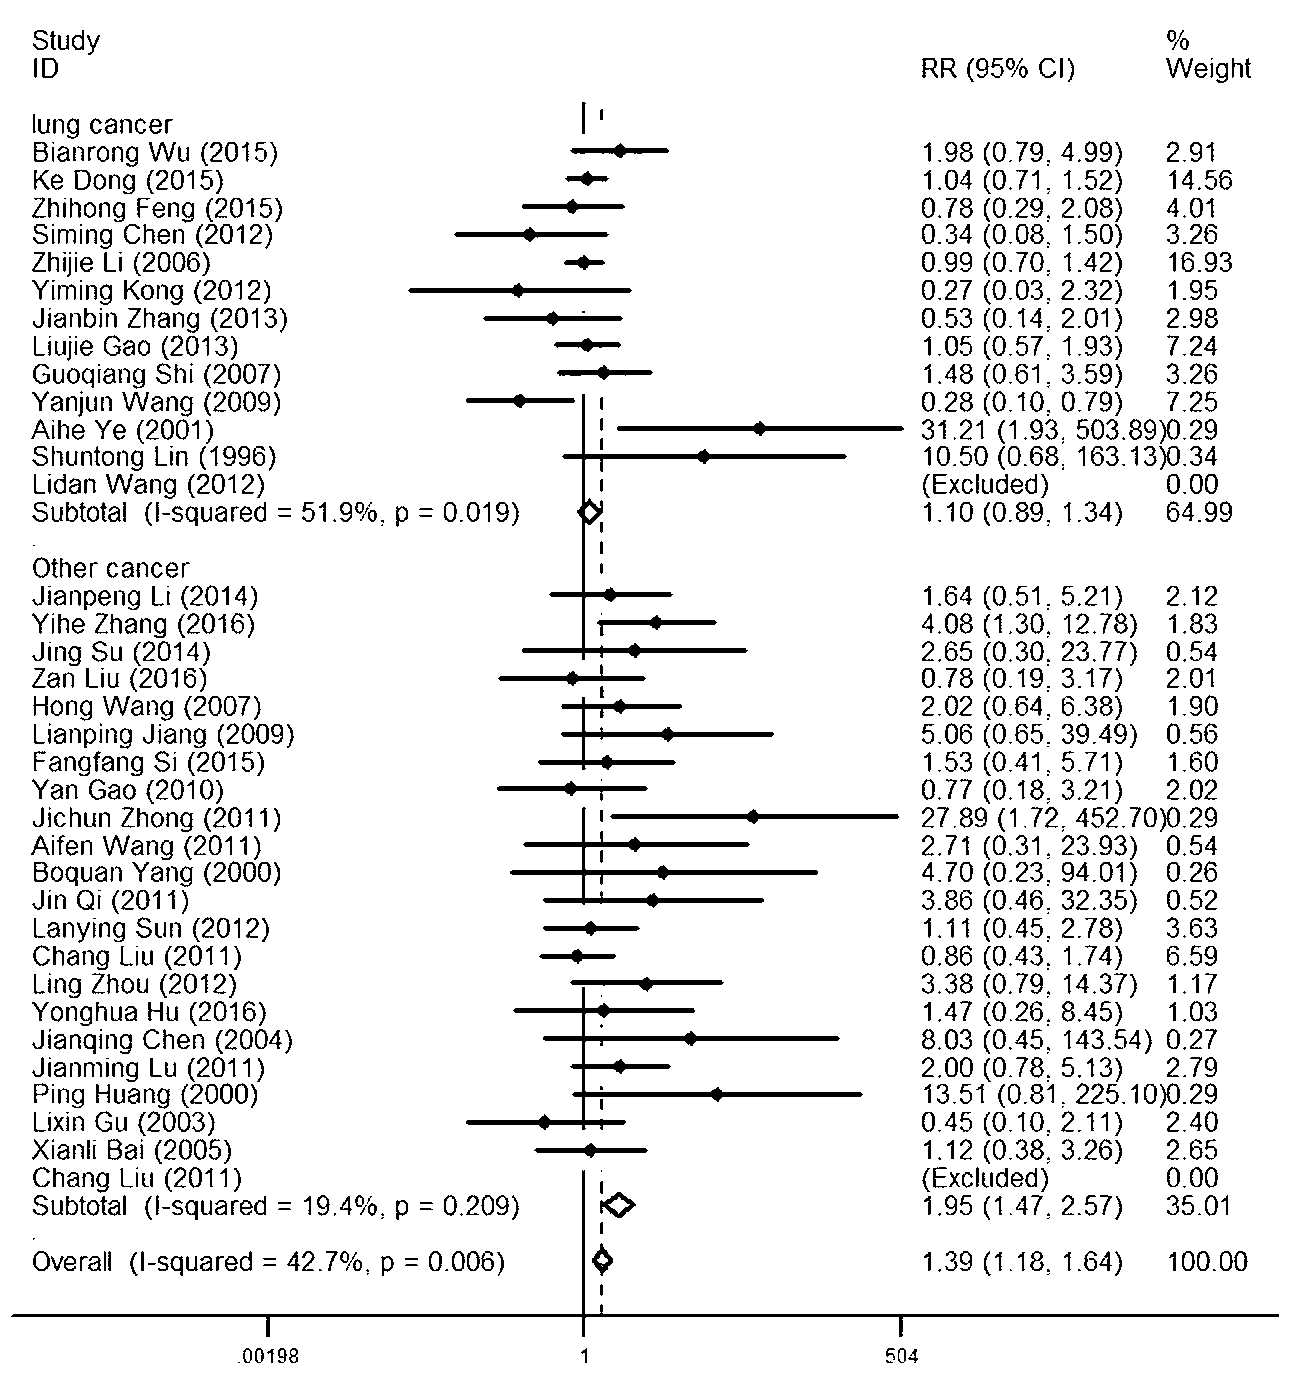 Study %
ID RR (95% CI) Weight
lung cancer
Bianrong Wu (2015) 1.98 (0.79, 4.99) 2.91
Ke Dong (2015) 1.04 (0.71, 1.52) 14.56
Zhihong Feng (2015) 0.78 (0.29, 2.08) 4.01
Siming Chen (2012) 0.34 (0.08, 1.50) 3.26
Zhijie Li (2006) 0.99 (0.70, 1.42) 16.93
Yiming Kong (2012) 0.27 (0.03, 2.32) 1.95
Jianbin Zhang (2013) 0.53 (0.14, 2.01) 2.98
Liujie Gao (2013) 1.05 (0.57, 1.93) 7.24
Guoqiang Shi (2007) 1.48 (0.61, 3.59) 3.26
Yanjun Wang (2009) 0.28 (0.10, 0.79) 7.25
Aihe Ye (2001) 31.21 (1.93, 503.89)0.29
Shuntong Lin (1996) 10.50 (0.68, 163.13)0.34
Lidan Wang (2012) (Excluded) 0.00
Subtotal (I-squared = 51.9%, p = 0.019) 1.10 (0.89, 1.34) 64.99
.
Other cancer
Jianpeng Li (2014) 1.64 (0.51, 5.21) 2.12
Yihe Zhang (2016) 4.08 (1.30, 12.78) 1.83
Jing Su (2014) 2.65 (0.30, 23.77) 0.54
Zan Liu (2016) 0.78 (0.19, 3.17) 2.01
Hong Wang (2007) 2.02 (0.64, 6.38) 1.90
Lianping Jiang (2009) 5.06 (0.65, 39.49) 0.56
Fangfang Si (2015) 1.53 (0.41, 5.71) 1.60
Yan Gao (2010) 0.77 (0.18, 3.21) 2.02
Jichun Zhong (2011) 27.89 (1.72, 452.70)0.29
Aifen Wang (2011) 2.71 (0.31, 23.93) 0.54
Boquan Yang (2000) 4.70 (0.23, 94.01) 0.26
Jin Qi (2011) 3.86 (0.46, 32.35) 0.52
Lanying Sun (2012) 1.11 (0.45, 2.78) 3.63
Chang Liu (2011) 0.86 (0.43, 1.74) 6.59
Ling Zhou (2012) 3.38 (0.79, 14.37) 1.17
Yonghua Hu (2016) 1.47 (0.26, 8.45) 1.03
Jianqing Chen (2004) 8.03 (0.45, 143.54) 0.27
Jianming Lu (2011) 2.00 (0.78, 5.13) 2.79
Ping Huang (2000) 13.51 (0.81, 225.10)0.29
Lixin Gu (2003) 0.45 (0.10, 2.11) 2.40
Xianli Bai (2005) 1.12 (0.38, 3.26) 2.65
Chang Liu (2011) (Excluded) 0.00
Subtotal (I-squared = 19.4%, p = 0.209) 1.95 (1.47, 2.57) 35.01
.
Overall (I-squared = 42.7%, p = 0.006) 1.39 (1.18, 1.64) 100.00
.00198 1 504